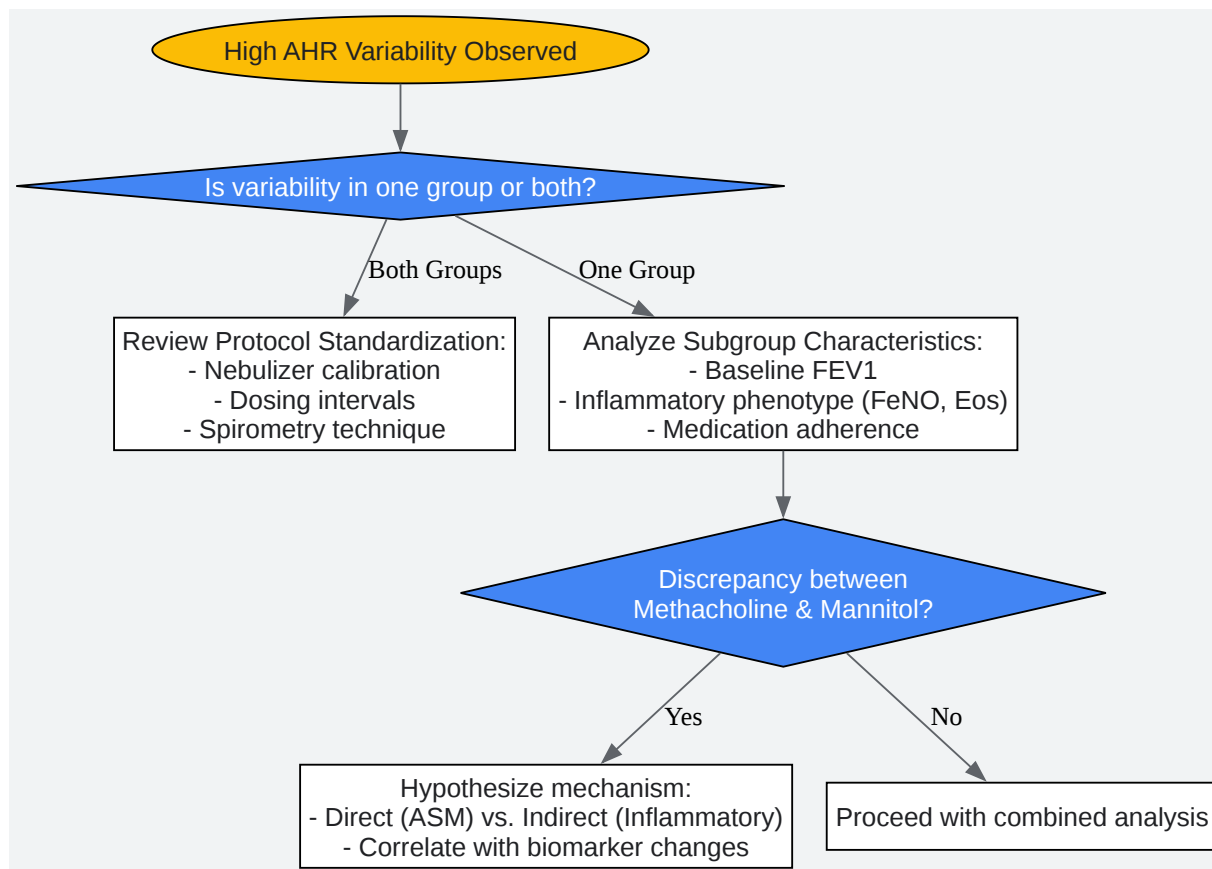 High AHR Variability Observed
Is variability in one group or both?
Both Groups
One Group
Review Protocol Standardization:
- Nebulizer calibration
- Dosing intervals
- Spirometry technique
Analyze Subgroup Characteristics:
- Baseline FEV1
- Inflammatory phenotype (FeNO, Eos)
- Medication adherence
Discrepancy between
Methacholine & Mannitol?
Yes
No
Hypothesize mechanism:
- Direct (ASM) vs. Indirect (Inflammatory)
- Correlate with biomarker changes
Proceed with combined analysis